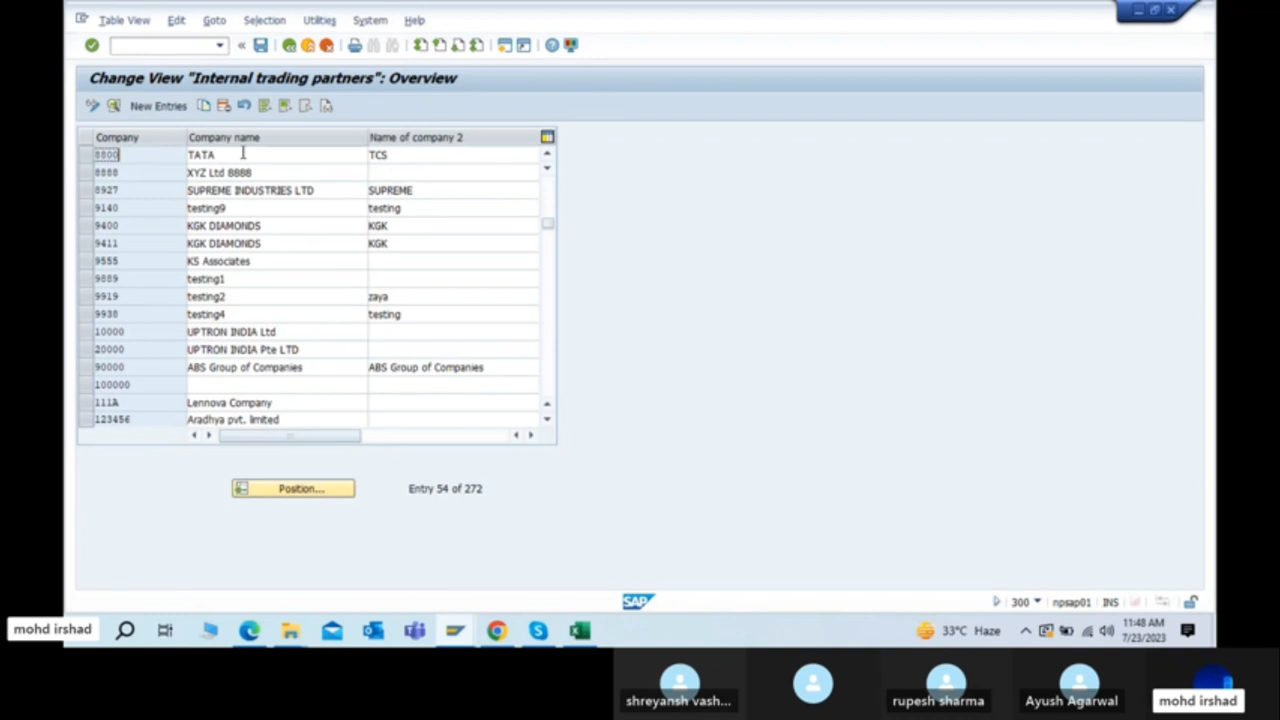 Table View Edit Goto Selection Utilities System Help
Change View "Internal trading partners": Overview
New Entries
Company Company name Name of company 2
8800 TATA TCS
8888 XYZ Ltd 8888
8927 SUPREME INDUSTRIES LTD SUPREME
9140 testing9 testing
9400 KGK DIAMONDS KGK
9411 KGK DIAMONDS KGK
9555 KS Associates
9889 testing1
9919 testing2 zaya
9938 testing4 testing
10000 UPTRON INDIA Ltd
20000 UPTRON INDIA Pte LTD
90000 ABS Group of Companies ABS Group of Companies
100000
111A Lennova Company
123456 Aradhya pvt. limited
Position... Entry 54 of 272
SAP 300 npsap01 INS
mohd irshad 33°C Haze 11:48 AM
7/23/2023
shreyansh vash... rupesh sharma Ayush Agarwal mohd irshad